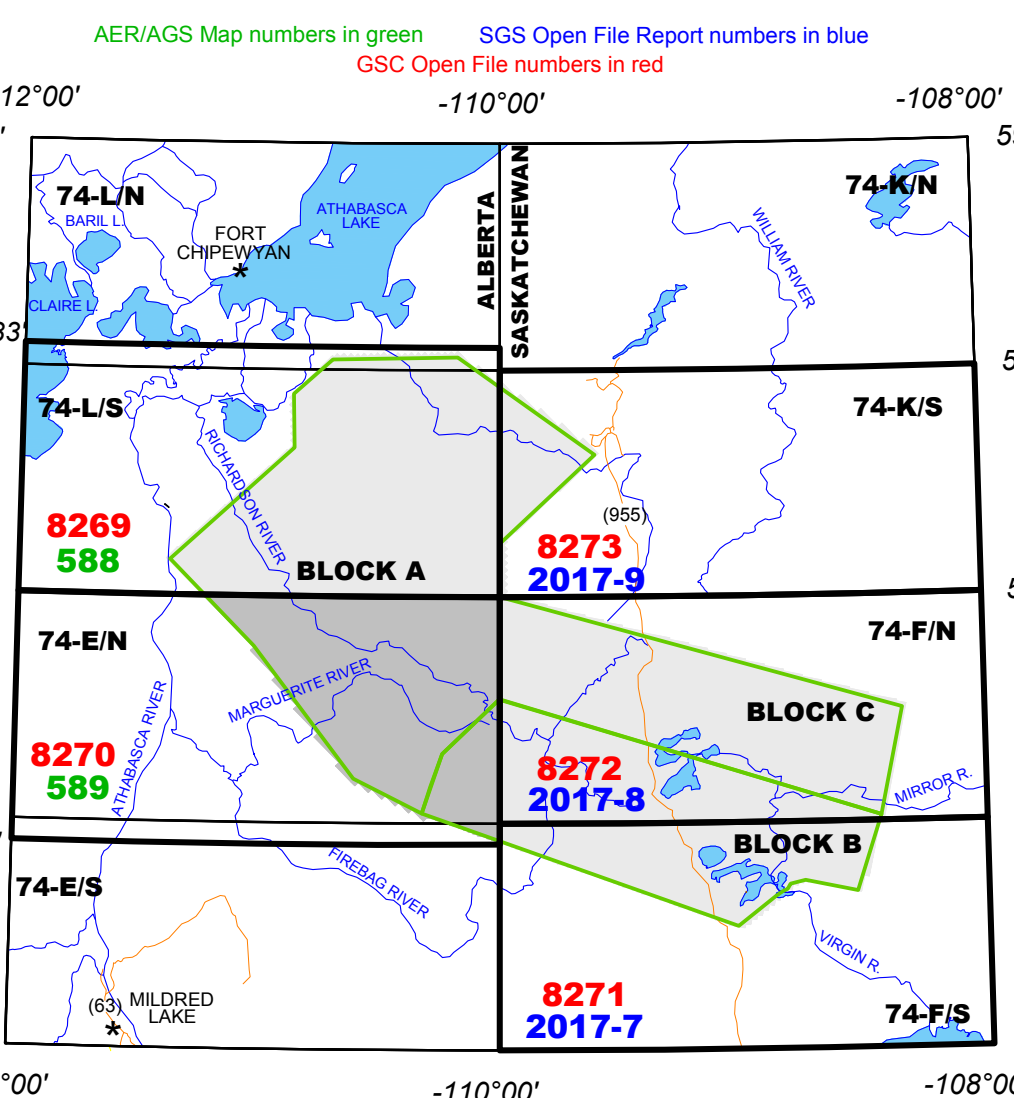 AER/AGS Map numbers in green SGS Open File Report numbers in blue
GSC Open File numbers in red
12°00'
-110°00'
-108°00'
74-L/N
BARIL L.
FORT
CHIPEWYAN
*
ATHABASCA
LAKE
CLAIRE L.
ALBERTA
SASKATCHEWAN
WILLIAM RIVER
74-K/N
74-L/S
RICHARDSON RIVER
8269
588
BLOCK A
74-K/S
(955)
8273
2017-9
74-E/N
MARGUERITE RIVER
ATHABASCA RIVER
8270
589
74-F/N
BLOCK C
8272
2017-8
MIRROR R.
BLOCK B
74-E/S
FIREBAG RIVER
(63) MILDRED
LAKE
*
VIRGIN R.
8271
2017-7
74-F/S
°00'
-110°00'
-108°00